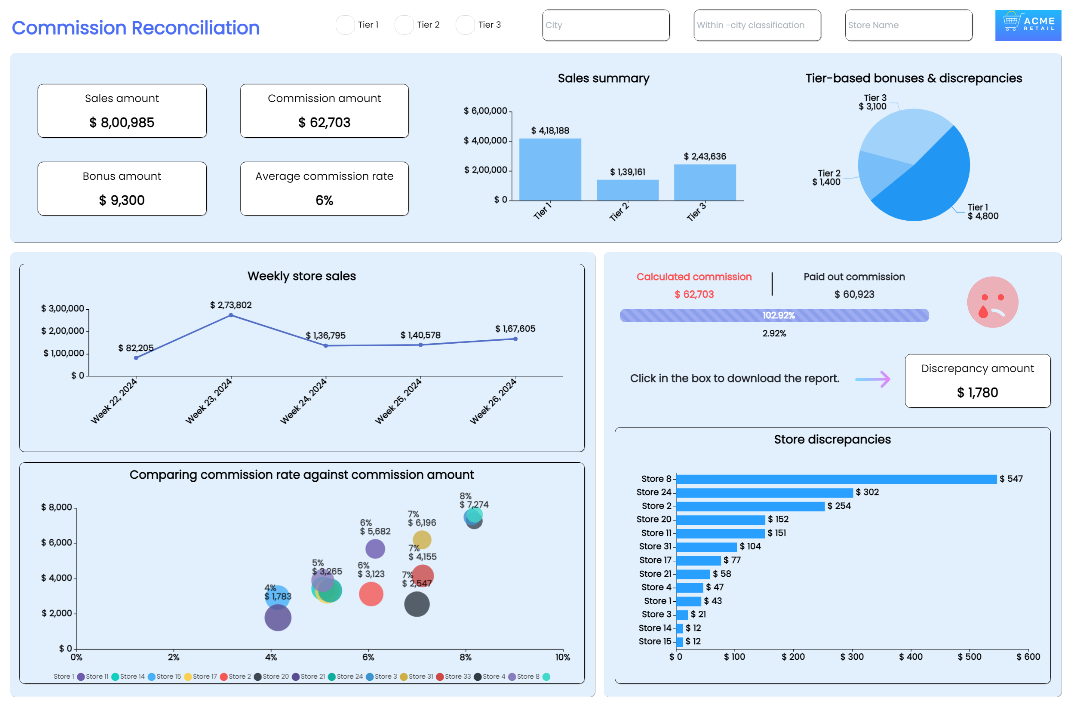 Commission Reconciliation
Tier 1
Tier 2
Tier 3
City
Within -city classification
Store Name
ACME
RETAIL
Sales amount
$ 8,00,985
Commission amount
$ 62,703
Bonus amount
$ 9,300
Average commission rate
6%
Sales summary
$ 6,00,000
$ 4,00,000
$ 2,00,000
$ 0
$ 4,18,188
$ 1,39,161
$ 2,43,636
Tier 1
Tier 2
Tier 3
Tier-based bonuses & discrepancies
Tier 3
$ 3,100
Tier 2
$ 1,400
Tier 1
$ 4,800
Weekly store sales
$ 3,00,000
$ 2,00,000
$ 1,00,000
$ 0
$ 82,205
$ 2,73,802
$ 1,36,795
$ 1,40,578
$ 1,67,605
Week 22, 2024
Week 23, 2024
Week 24, 2024
Week 25, 2024
Week 26, 2024
Calculated commission
$ 62,703
Paid out commission
$ 60,923
102.92%
2.92%
Click in the box to download the report.
Discrepancy amount
$ 1,780
Comparing commission rate against commission amount
$ 8,000
$ 6,000
$ 4,000
$ 2,000
$ 0
0%
2%
4%
6%
8%
10%
4%
$ 1,783
5%
$ 3,265
6%
$ 5,682
6%
$ 3,123
7%
$ 6,196
7%
$ 4,155
7%
$ 2,547
8%
$ 7,274
Store 1
Store 11
Store 14
Store 15
Store 17
Store 2
Store 20
Store 21
Store 24
Store 3
Store 31
Store 33
Store 4
Store 8
Store discrepancies
Store 8
$ 547
Store 24
$ 302
Store 2
$ 254
Store 20
$ 152
Store 11
$ 151
Store 31
$ 104
Store 17
$ 77
Store 21
$ 58
Store 4
$ 47
Store 1
$ 43
Store 3
$ 21
Store 14
$ 12
Store 15
$ 12
$ 0
$ 100
$ 200
$ 300
$ 400
$ 500
$ 600